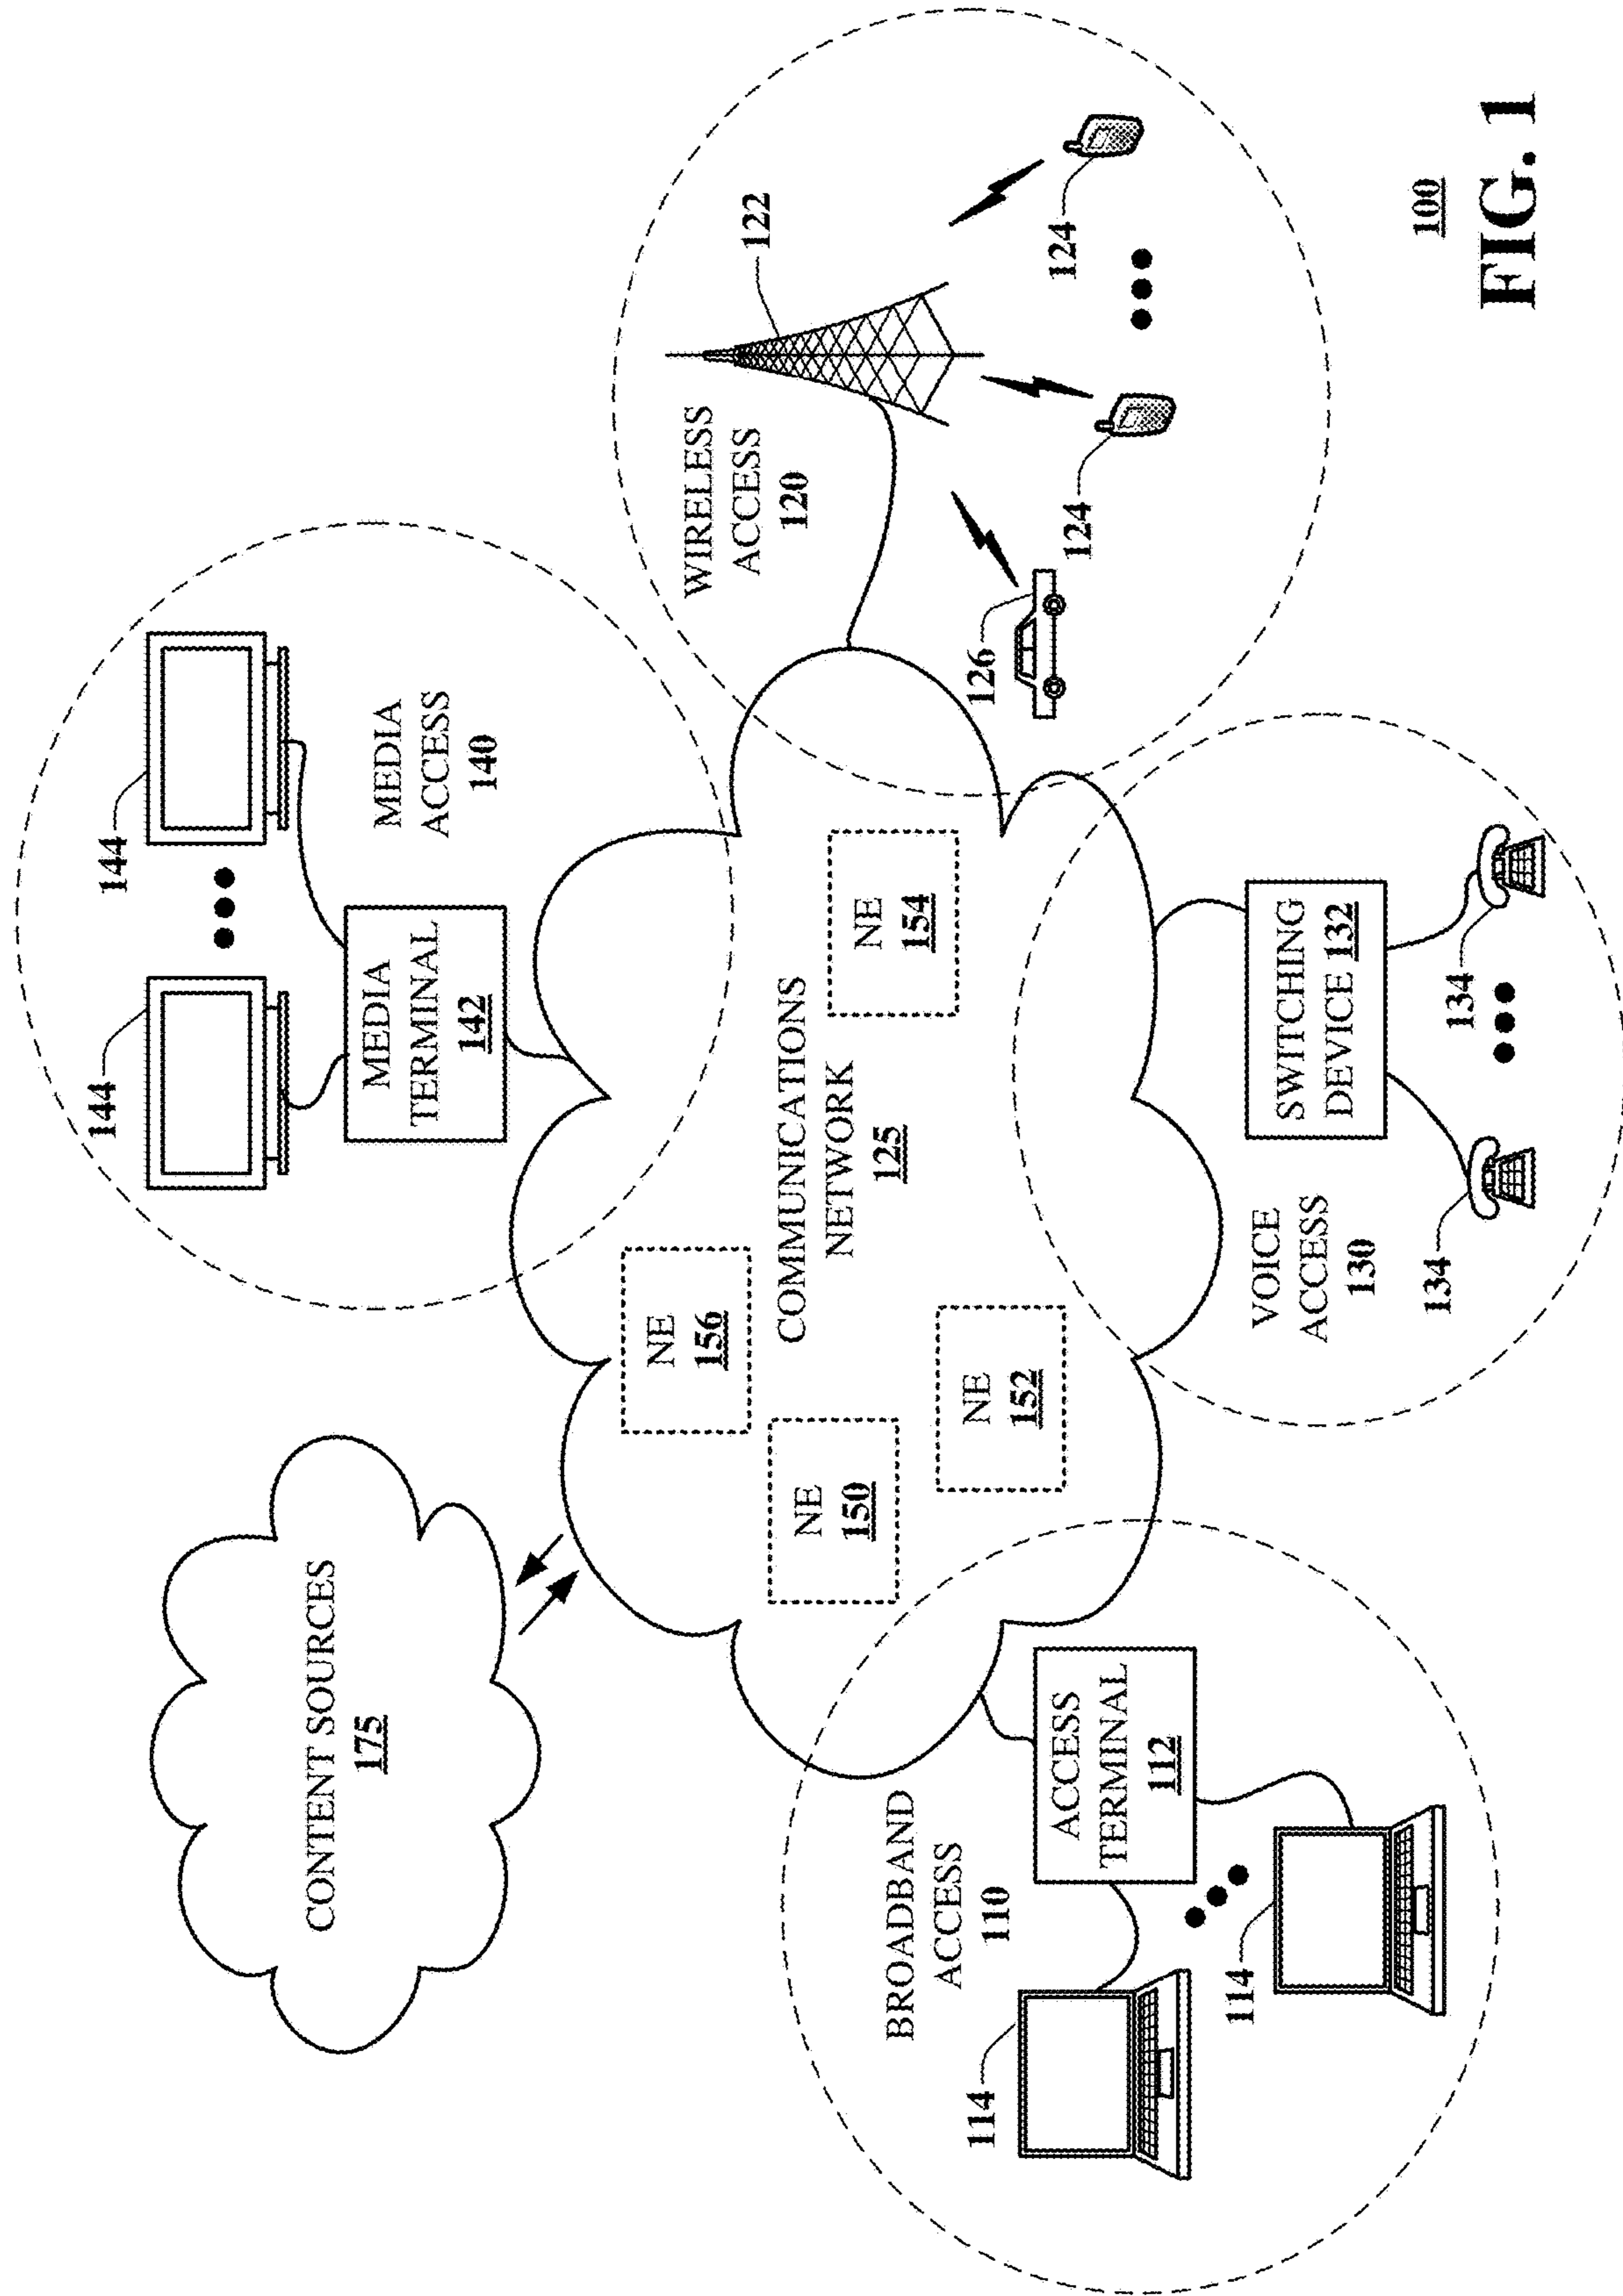 144
144
MEDIA
TERMINAL
142
MEDIA
ACCESS
140
CONTENT SOURCES
175
WIRELESS
ACCESS
120
122
NE
156
COMMUNICATIONS
NETWORK
125
NE
150
NE
154
NE
152
126
124
124
BROADBAND
ACCESS
110
ACCESS
TERMINAL
112
114
114
VOICE
ACCESS
130
SWITCHING
DEVICE 132
134
134
100
FIG. 1